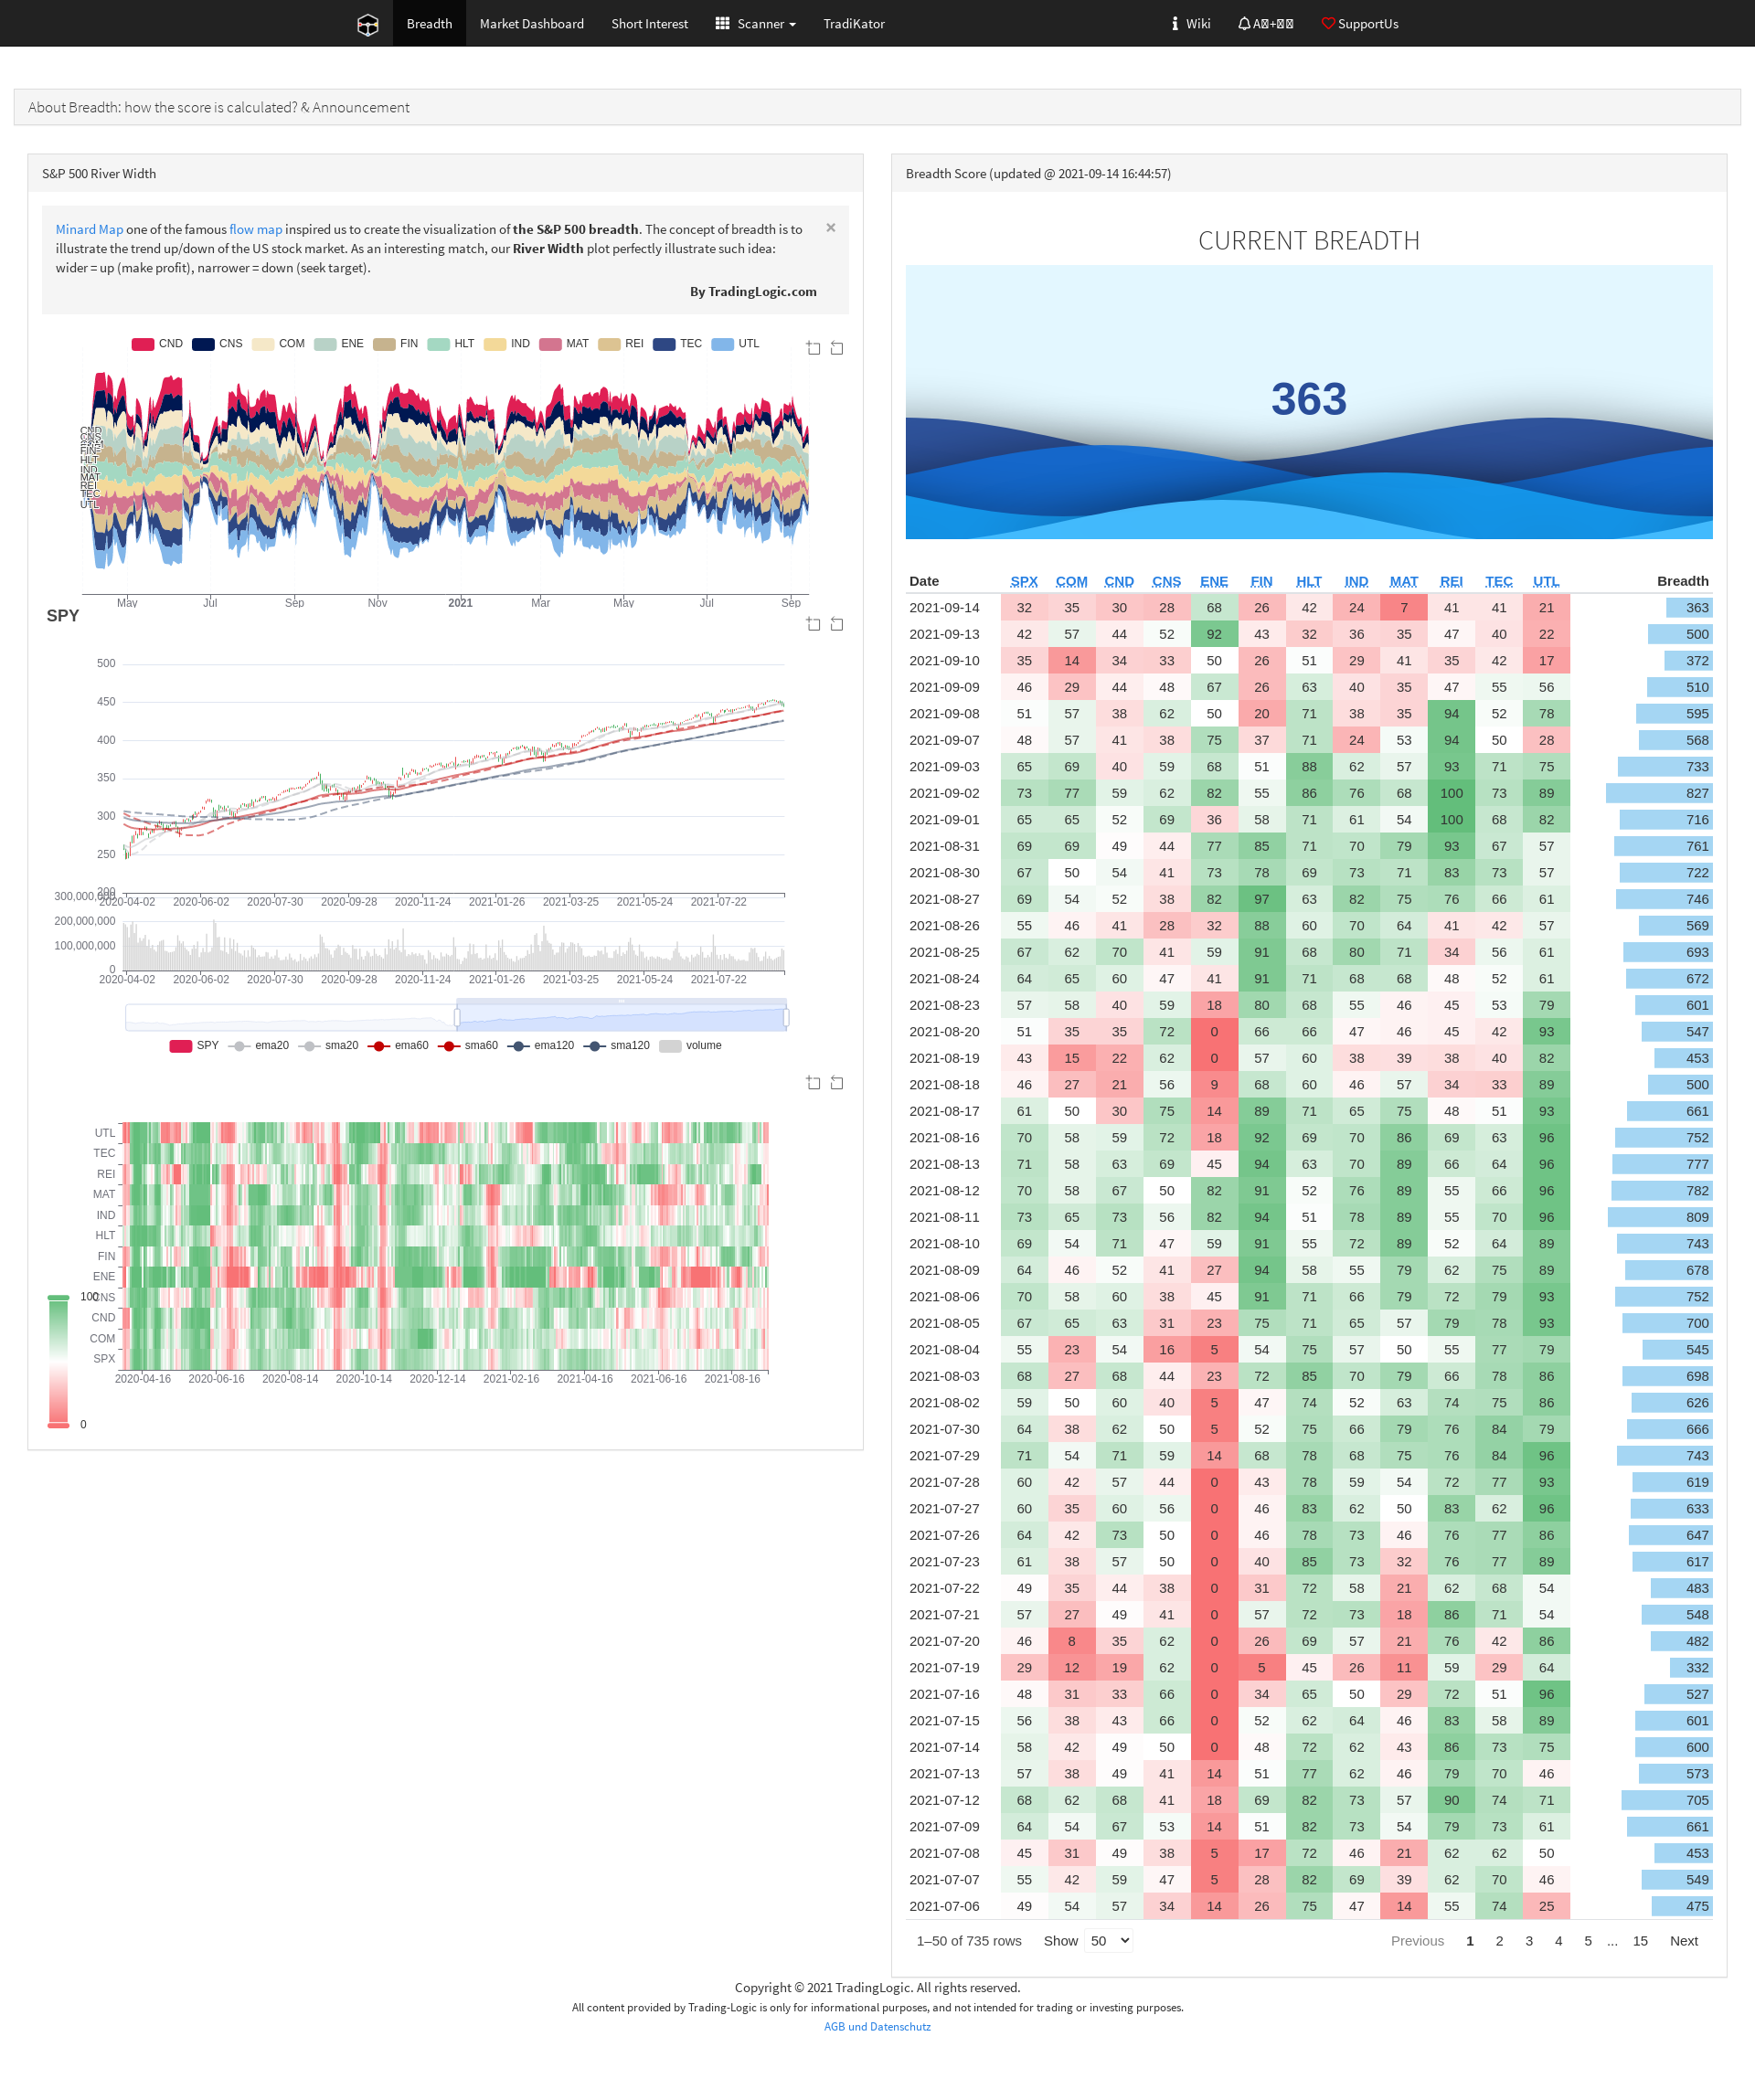 Breadth Market Dashboard Short Interest Scanner TradiKator Wiki SupportUs
About Breadth: how the score is calculated? & Announcement
S&P 500 River Width
Minard Map one of the famous flow map inspired us to create the visualization of the S&P 500 breadth. The concept of breadth is to
illustrate the trend up/down of the US stock market. As an interesting match, our River Width plot perfectly illustrate such idea:
wider = up (make profit), narrower = down (seek target).
×
By TradingLogic.com
CND CNS COM ENE FIN HLT IND MAT REI TEC UTL
CND
CNS
FIN
HLT
IND
MAT
REI
TEC
UTL
May Jul Sep Nov 2021 Mar May Jul Sep
SPY
500
450
400
350
300
250
200
2020-04-02 2020-06-02 2020-07-30 2020-09-28 2020-11-24 2021-01-26 2021-03-25 2021-05-24 2021-07-22
300,000,000
200,000,000
100,000,000
0
2020-04-02 2020-06-02 2020-07-30 2020-09-28 2020-11-24 2021-01-26 2021-03-25 2021-05-24 2021-07-22
SPY ema20 sma20 ema60 sma60 ema120 sma120 volume
UTL
TEC
REI
MAT
IND
HLT
FIN
ENE
CNS
CND
COM
SPX
100
0
2020-04-16 2020-06-16 2020-08-14 2020-10-14 2020-12-14 2021-02-16 2021-04-16 2021-06-16 2021-08-16
Breadth Score (updated @ 2021-09-14 16:44:57)
CURRENT BREADTH
363
Date SPX COM CND CNS ENE FIN HLT IND MAT REI TEC UTL Breadth
2021-09-14 32 35 30 28 68 26 42 24 7 41 41 21 363
2021-09-13 42 57 44 52 92 43 32 36 35 47 40 22 500
2021-09-10 35 14 34 33 50 26 51 29 41 35 42 17 372
2021-09-09 46 29 44 48 67 26 63 40 35 47 55 56 510
2021-09-08 51 57 38 62 50 20 71 38 35 94 52 78 595
2021-09-07 48 57 41 38 75 37 71 24 53 94 50 28 568
2021-09-03 65 69 40 59 68 51 88 62 57 93 71 75 733
2021-09-02 73 77 59 62 82 55 86 76 68 100 73 89 827
2021-09-01 65 65 52 69 36 58 71 61 54 100 68 82 716
2021-08-31 69 69 49 44 77 85 71 70 79 93 67 57 761
2021-08-30 67 50 54 41 73 78 69 73 71 83 73 57 722
2021-08-27 69 54 52 38 82 97 63 82 75 76 66 61 746
2021-08-26 55 46 41 28 32 88 60 70 64 41 42 57 569
2021-08-25 67 62 70 41 59 91 68 80 71 34 56 61 693
2021-08-24 64 65 60 47 41 91 71 68 68 48 52 61 672
2021-08-23 57 58 40 59 18 80 68 55 46 45 53 79 601
2021-08-20 51 35 35 72 0 66 66 47 46 45 42 93 547
2021-08-19 43 15 22 62 0 57 60 38 39 38 40 82 453
2021-08-18 46 27 21 56 9 68 60 46 57 34 33 89 500
2021-08-17 61 50 30 75 14 89 71 65 75 48 51 93 661
2021-08-16 70 58 59 72 18 92 69 70 86 69 63 96 752
2021-08-13 71 58 63 69 45 94 63 70 89 66 64 96 777
2021-08-12 70 58 67 50 82 91 52 76 89 55 66 96 782
2021-08-11 73 65 73 56 82 94 51 78 89 55 70 96 809
2021-08-10 69 54 71 47 59 91 55 72 89 52 64 89 743
2021-08-09 64 46 52 41 27 94 58 55 79 62 75 89 678
2021-08-06 70 58 60 38 45 91 71 66 79 72 79 93 752
2021-08-05 67 65 63 31 23 75 71 65 57 79 78 93 700
2021-08-04 55 23 54 16 5 54 75 57 50 55 77 79 545
2021-08-03 68 27 68 44 23 72 85 70 79 66 78 86 698
2021-08-02 59 50 60 40 5 47 74 52 63 74 75 86 626
2021-07-30 64 38 62 50 5 52 75 66 79 76 84 79 666
2021-07-29 71 54 71 59 14 68 78 68 75 76 84 96 743
2021-07-28 60 42 57 44 0 43 78 59 54 72 77 93 619
2021-07-27 60 35 60 56 0 46 83 62 50 83 62 96 633
2021-07-26 64 42 73 50 0 46 78 73 46 76 77 86 647
2021-07-23 61 38 57 50 0 40 85 73 32 76 77 89 617
2021-07-22 49 35 44 38 0 31 72 58 21 62 68 54 483
2021-07-21 57 27 49 41 0 57 72 73 18 86 71 54 548
2021-07-20 46 8 35 62 0 26 69 57 21 76 42 86 482
2021-07-19 29 12 19 62 0 5 45 26 11 59 29 64 332
2021-07-16 48 31 33 66 0 34 65 50 29 72 51 96 527
2021-07-15 56 38 43 66 0 52 62 64 46 83 58 89 601
2021-07-14 58 42 49 50 0 48 72 62 43 86 73 75 600
2021-07-13 57 38 49 41 14 51 77 62 46 79 70 46 573
2021-07-12 68 62 68 41 18 69 82 73 57 90 74 71 705
2021-07-09 64 54 67 53 14 51 82 73 54 79 73 61 661
2021-07-08 45 31 49 38 5 17 72 46 21 62 62 50 453
2021-07-07 55 42 59 47 5 28 82 69 39 62 70 46 549
2021-07-06 49 54 57 34 14 26 75 47 14 55 74 25 475
1–50 of 735 rows Show 50 Previous 1 2 3 4 5 ... 15 Next
Copyright © 2021 TradingLogic. All rights reserved.
All content provided by Trading-Logic is only for informational purposes, and not intended for trading or investing purposes.
AGB und Datenschutz